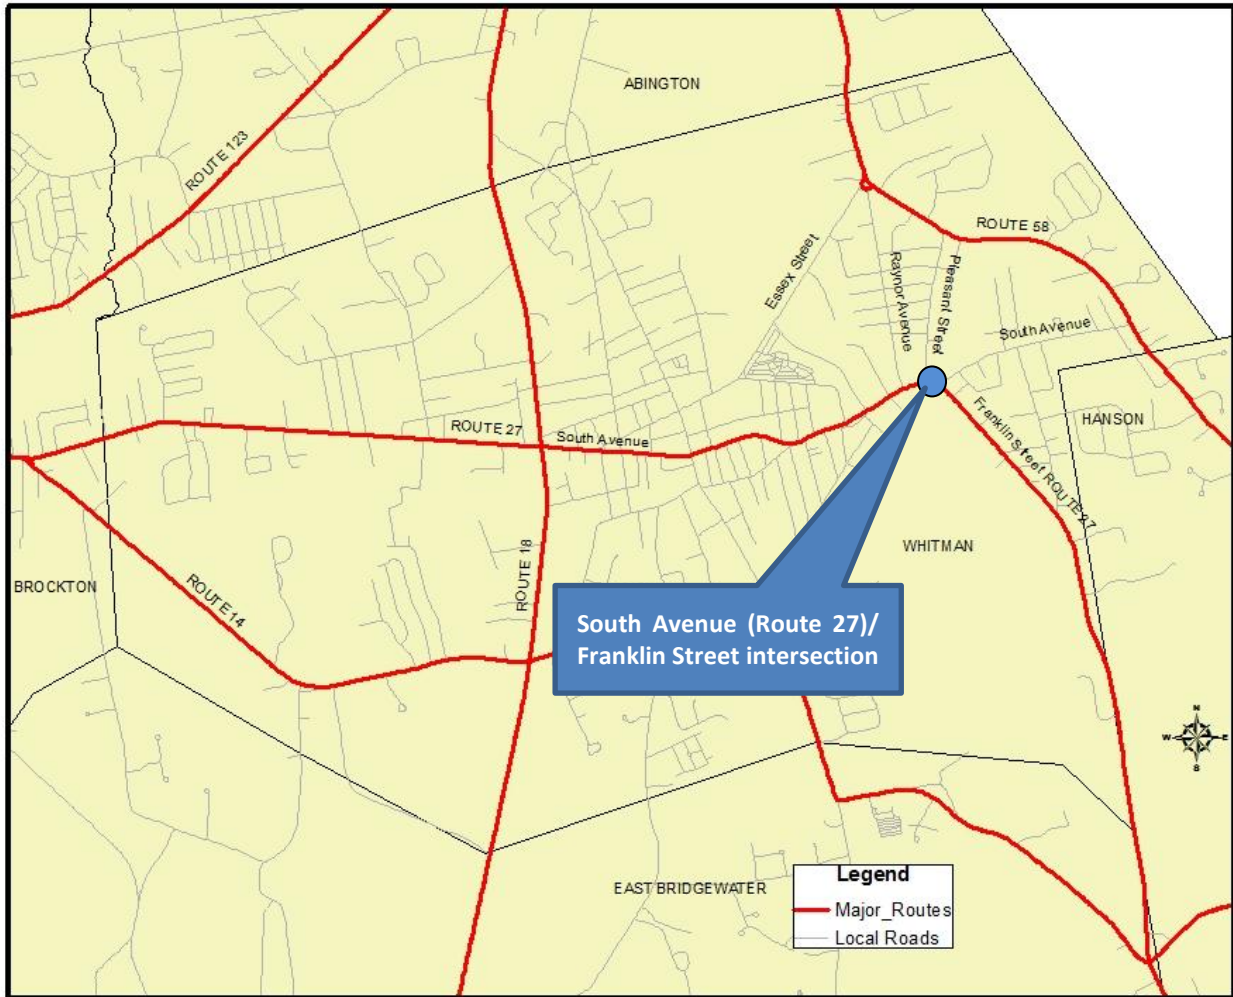 ABINGTON
ROUTE 123
ROUTE 58
Essex Street
Raynor Avenue
Pleasant Street
South Avenue
HANSON
ROUTE 27
South Avenue
Franklin Street ROUTE 27
WHITMAN
ROUTE 18
BROCKTON
ROUTE 14
South Avenue (Route 27)/
Franklin Street intersection
N
W
E
S
EAST BRIDGEWATER
Legend
Major_Routes
Local Roads